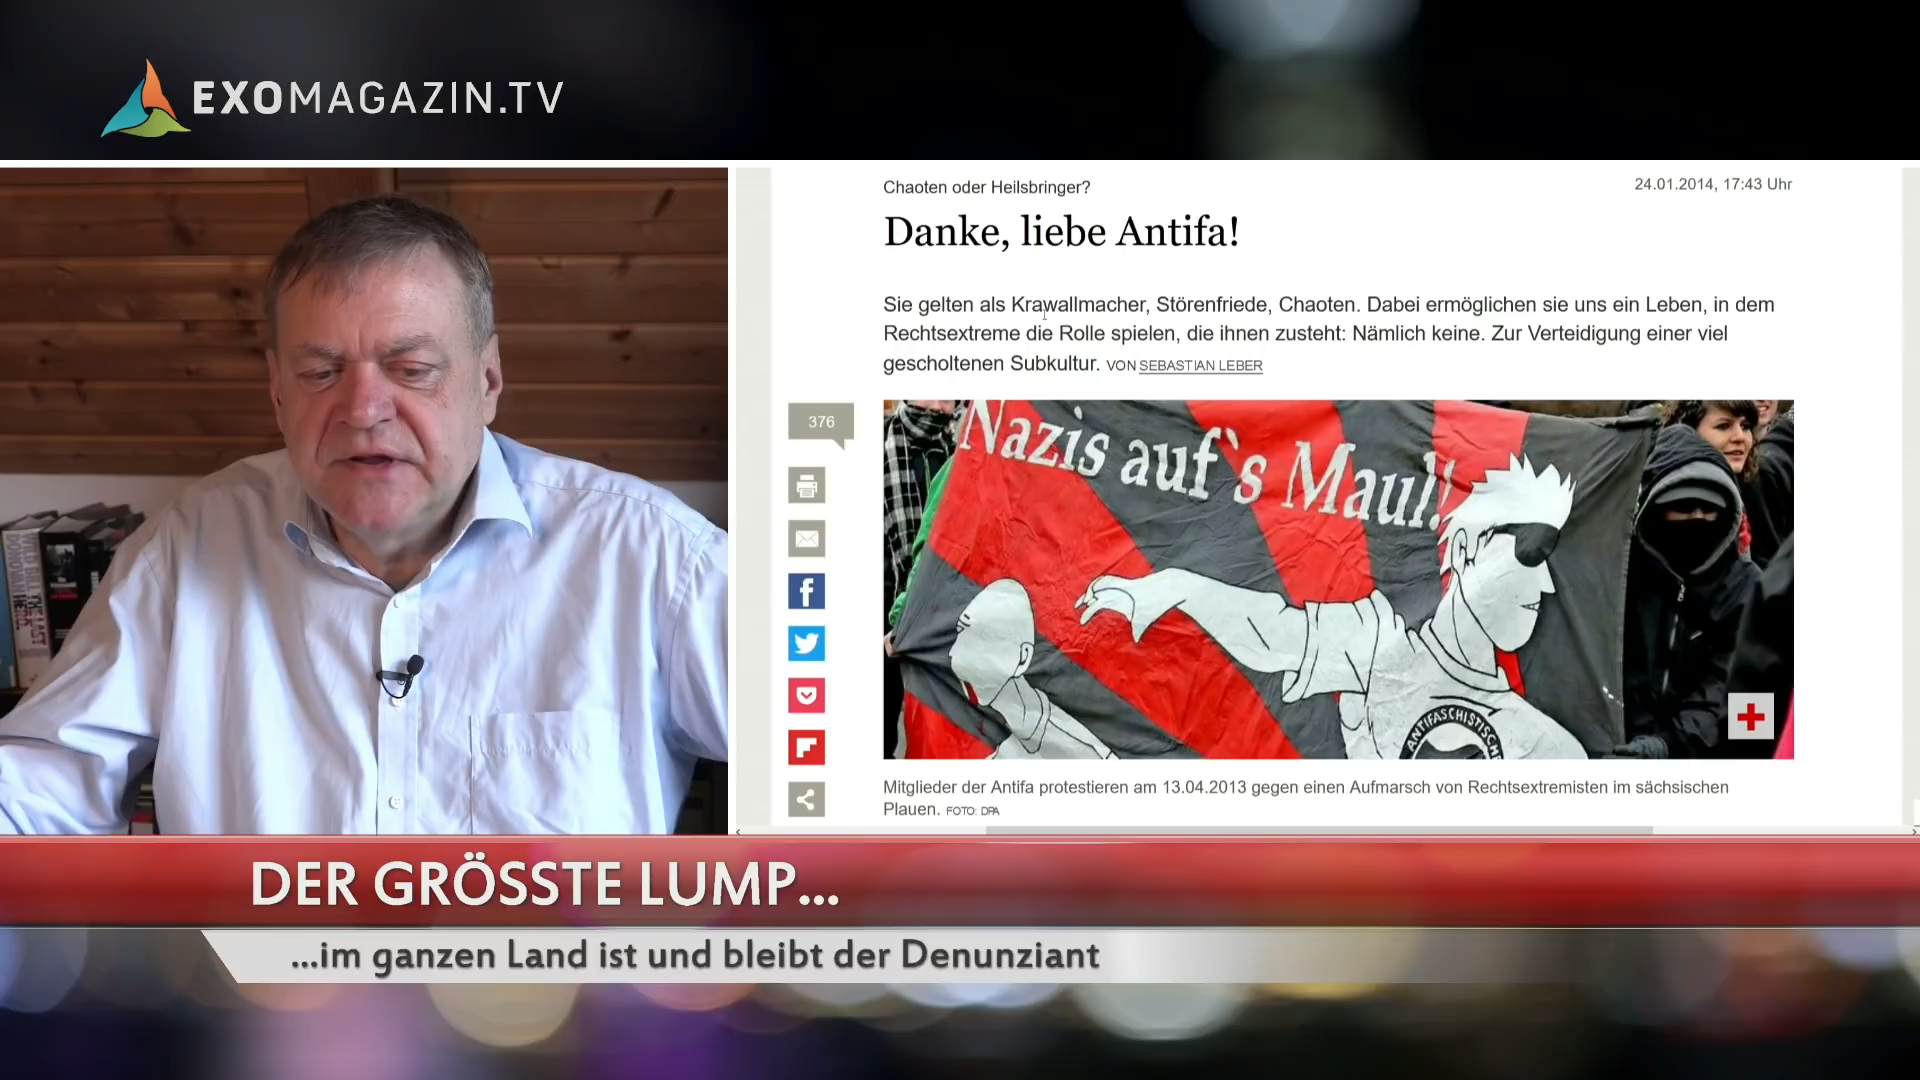 EXOMAGAZIN.TV
Chaoten oder Heilsbringer?
24.01.2014, 17:43 Uhr
Danke, liebe Antifa!
Sie gelten als Krawallmacher, Störenfriede, Chaoten. Dabei ermöglichen sie uns ein Leben, in dem
Rechtsextreme die Rolle spielen, die ihnen zusteht: Nämlich keine. Zur Verteidigung einer viel
gescholtenen Subkultur. VON SEBASTIAN LEBER
376
Nazis auf`s Maul!
ANTIFASCHISTISCHE
Mitglieder der Antifa protestieren am 13.04.2013 gegen einen Aufmarsch von Rechtsextremisten im sächsischen
Plauen. FOTO: DPA
DER GRÖSSTE LUMP...
...im ganzen Land ist und bleibt der Denunziant